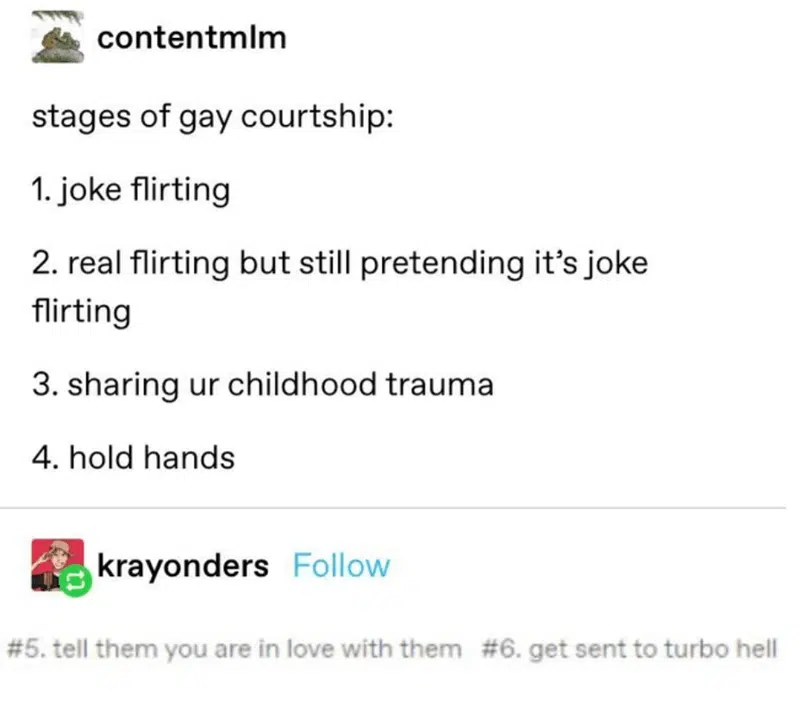 contentmlm
stages of gay courtship:
1. joke flirting
2. real flirting but still pretending it's joke
flirting
3. sharing ur childhood trauma
4. hold hands
krayonders Follow
#5. tell them you are in love with them #6. get sent to turbo hell